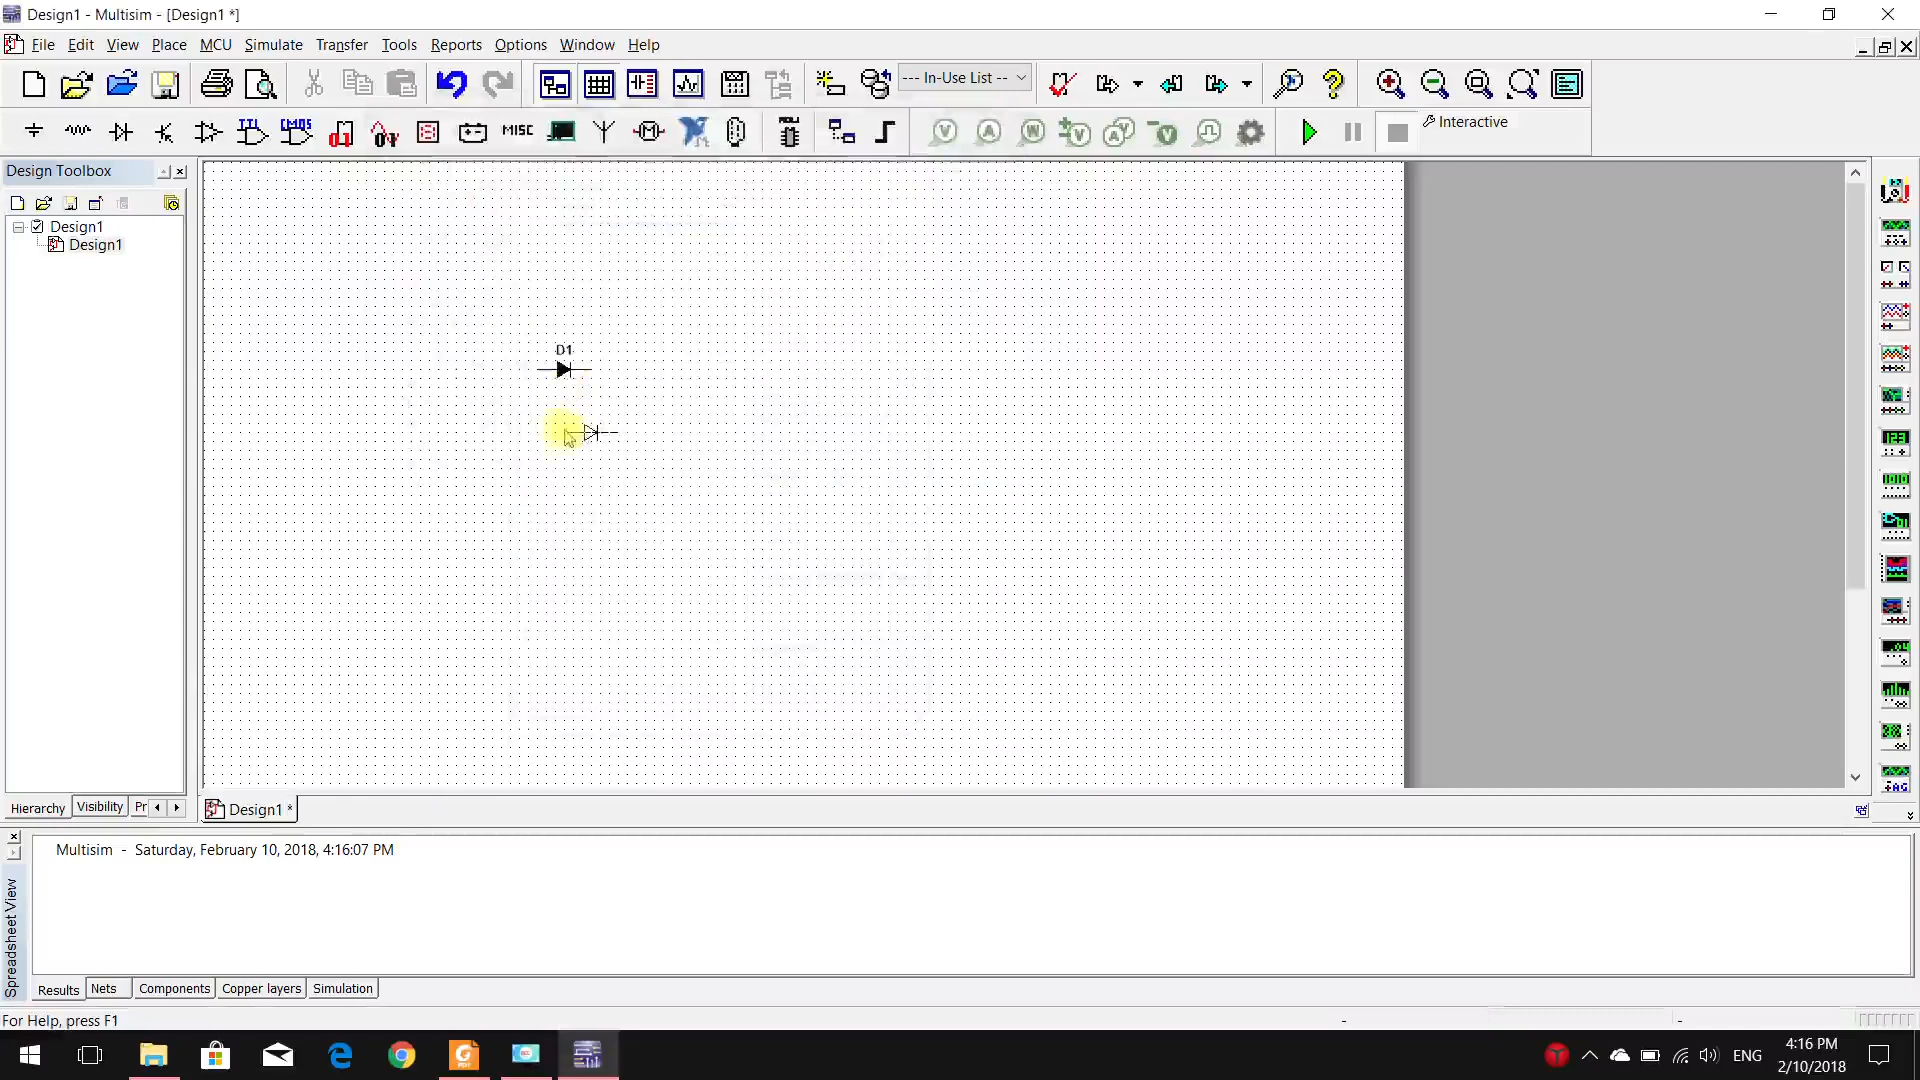 Design1 - Multisim - [Design1 *]
File Edit View Place MCU Simulate Transfer Tools Reports Options Window Help
--- In-Use List --
TTL CMOS MISC
Interactive
Design Toolbox
Design1
Design1
D1
Hierarchy Visibility Pr
Design1 *
Multisim - Saturday, February 10, 2018, 4:16:07 PM
Spreadsheet View
Results Nets Components Copper layers Simulation
For Help, press F1
ENG
4:16 PM
2/10/2018